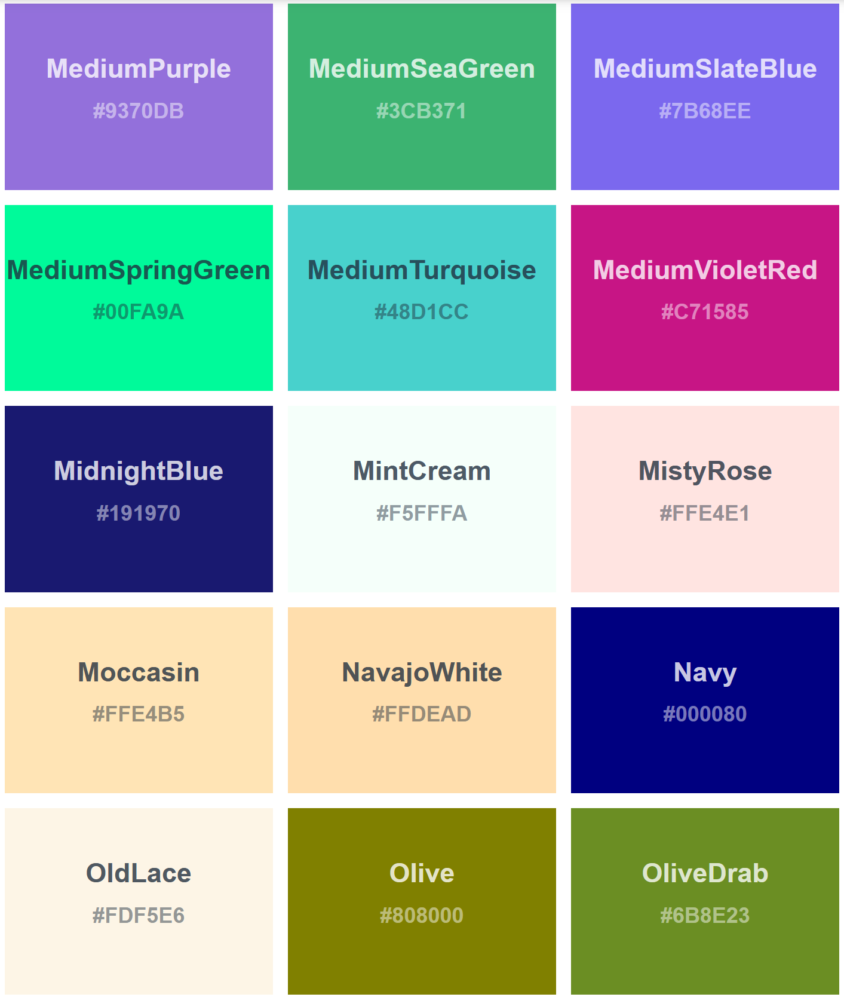 MediumPurple
#9370DB
MediumSeaGreen
#3CB371
MediumSlateBlue
#7B68EE
MediumSpringGreen
#00FA9A
MediumTurquoise
#48D1CC
MediumVioletRed
#C71585
MidnightBlue
#191970
MintCream
#F5FFFA
MistyRose
#FFE4E1
Moccasin
#FFE4B5
NavajoWhite
#FFDEAD
Navy
#000080
OldLace
#FDF5E6
Olive
#808000
OliveDrab
#6B8E23